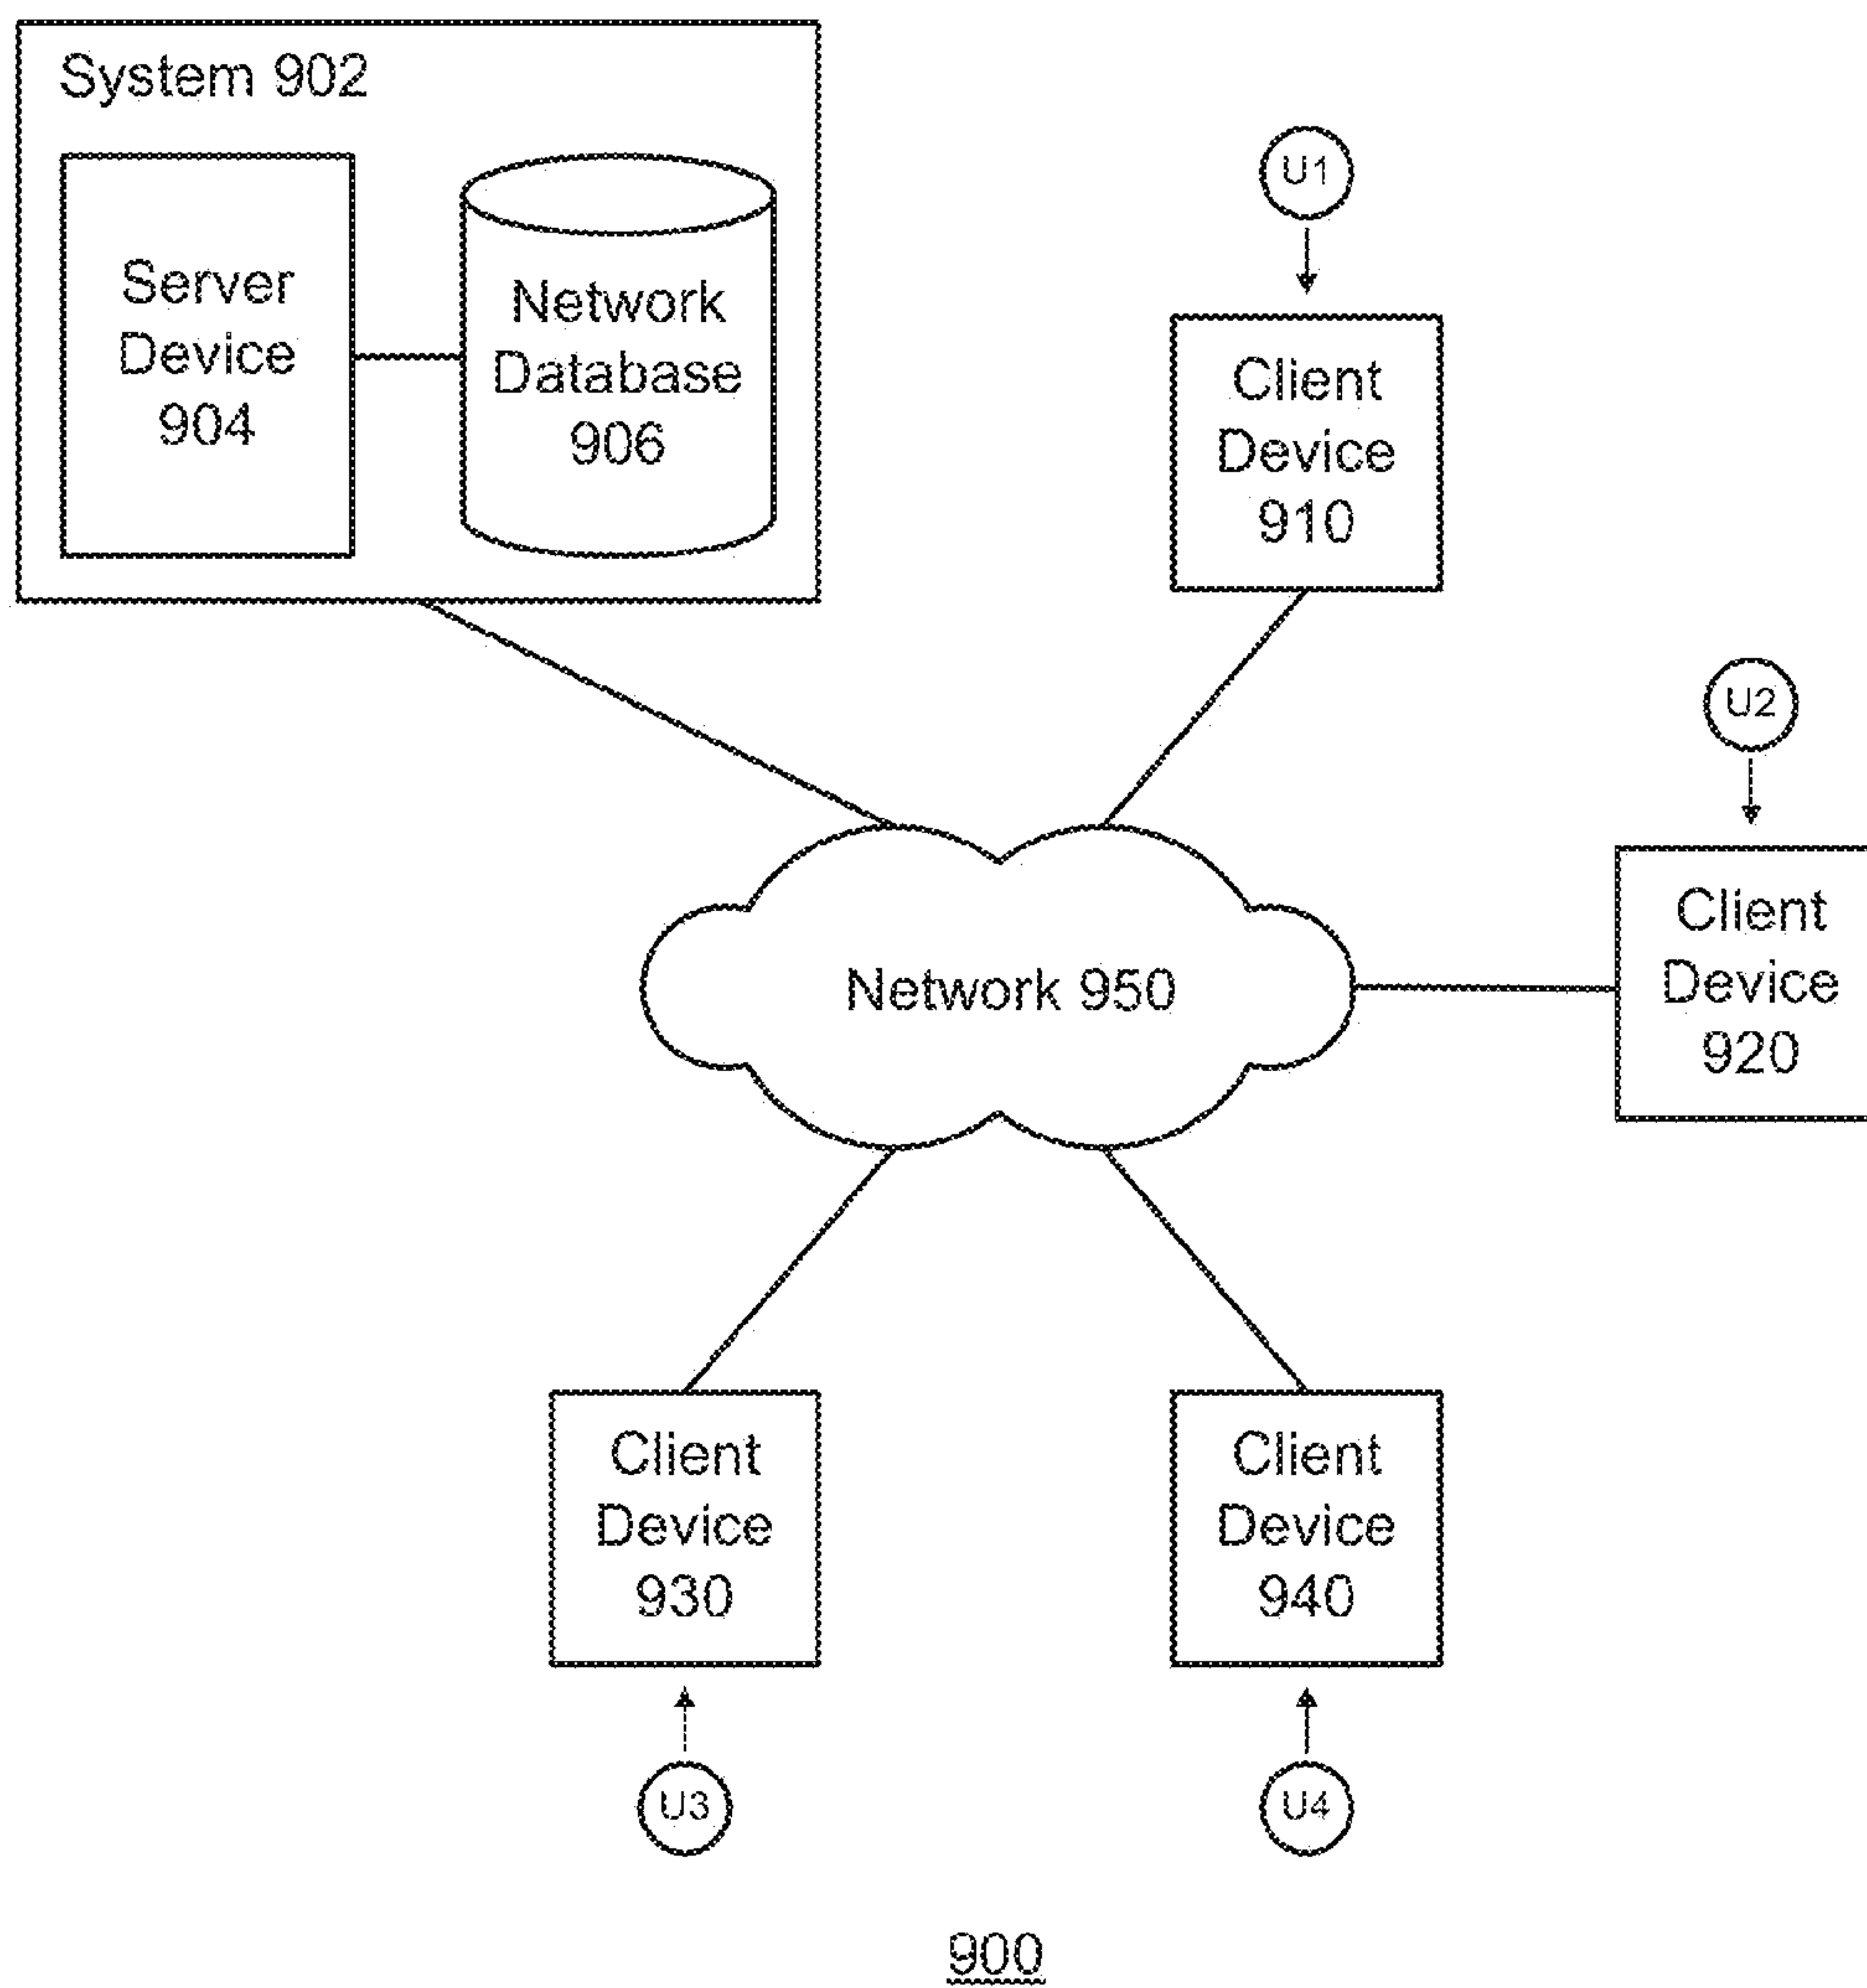 System 902
Server
Device
904
Network
Database
906
U1
Client
Device
910
U2
Client
Device
920
Network 950
Client
Device
930
Client
Device
940
U3
U4
900